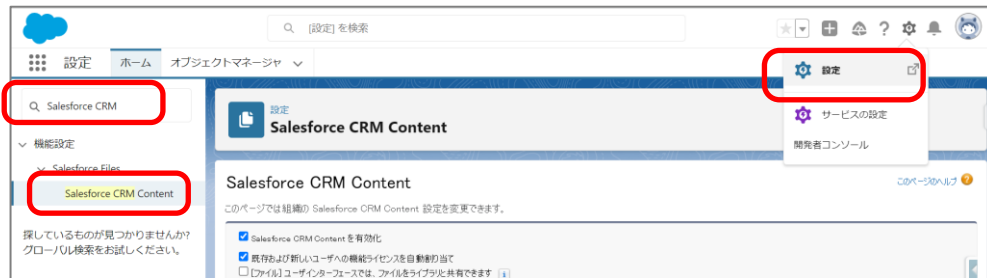 [設定] を検索
設定
ホーム
オブジェクトマネージャ
設定
サービスの設定
開発者コンソール
Salesforce CRM
機能設定
Salesforce Files
Salesforce CRM Content
探しているものが見つかりませんか?
グローバル検索をお試しください。
設定
Salesforce CRM Content
Salesforce CRM Content
このページのヘルプ
このページでは組織の Salesforce CRM Content 設定を変更できます。
Salesforce CRM Content を有効化
既存および新しいユーザへの機能ライセンスを自動割り当て
[ファイル] ユーザインターフェースでは、ファイルをライブラリと共有できます